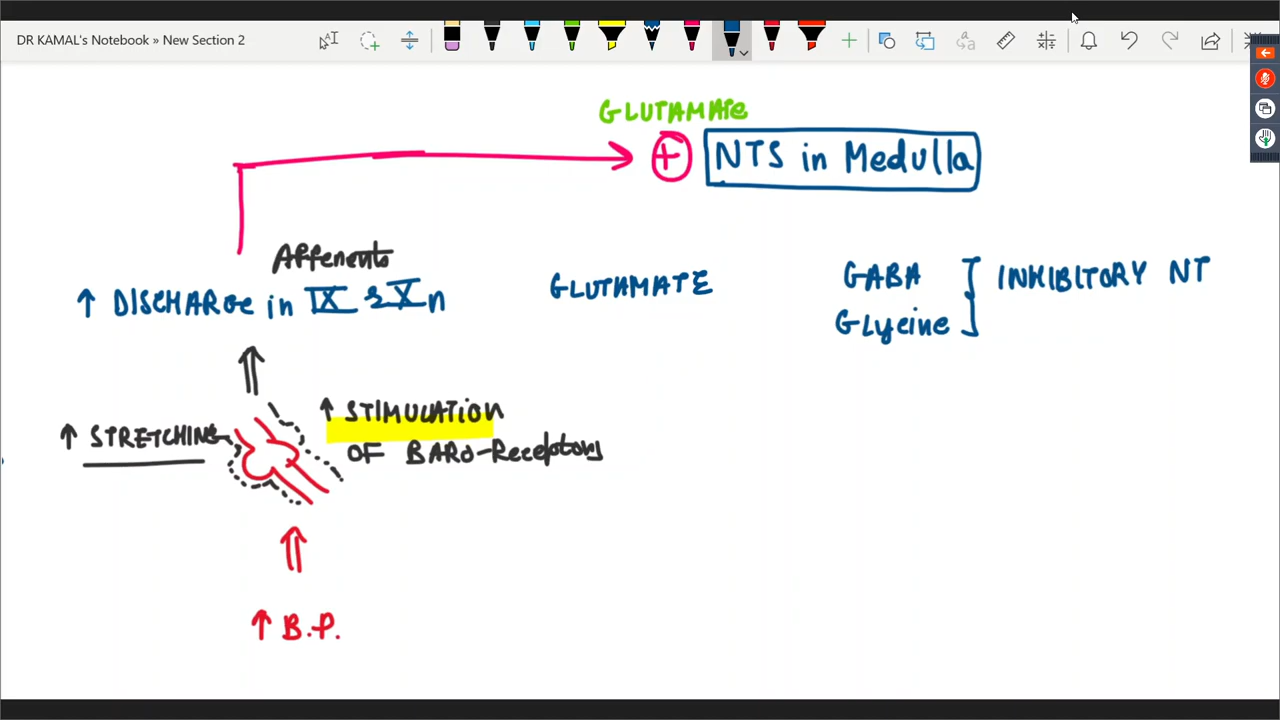 DR KAMAL's Notebook » New Section 2
GLUTAMATE
+ NTS in Medulla
Afferents
↑ DISCHARGE in IX & X n
GLUTAMATE
GABA
Glycine
INHIBITORY NT
↑ STRETCHING
↑ STIMULATION
OF BARO-Receptors
↑ B.P.